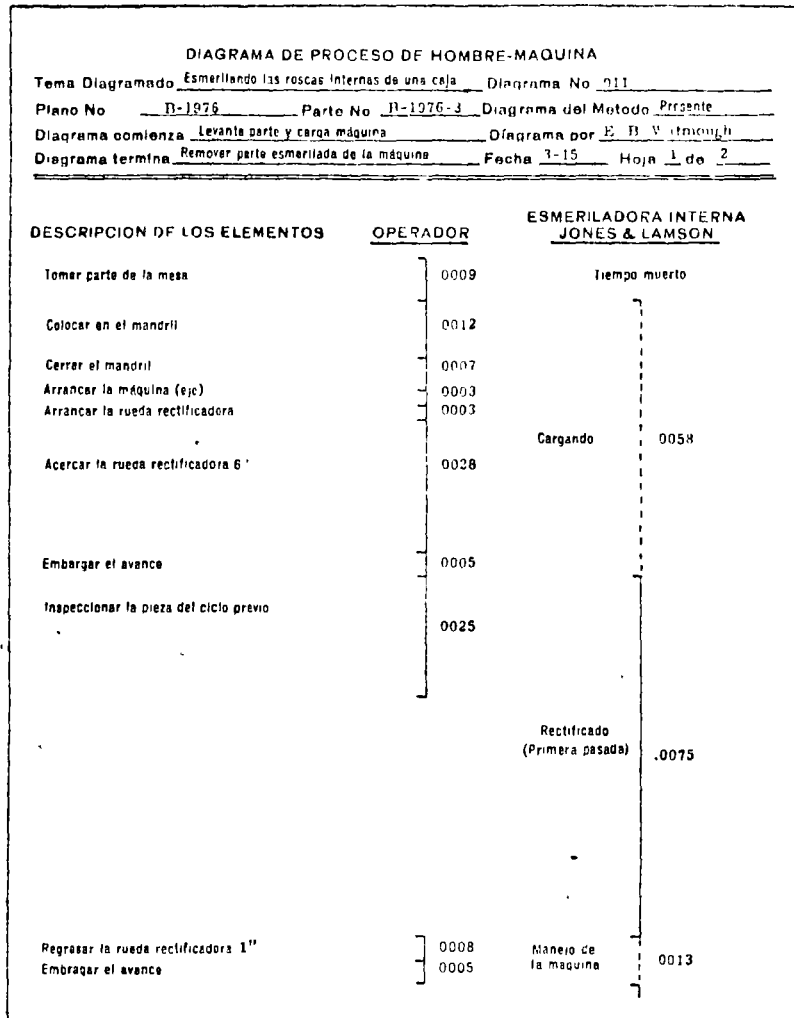 DIAGRAMA DE PROCESO DE HOMBRE-MAQUINA
Tema Diagramado Esmerilando las roscas internas de una caja Diagrama No 011
Plano No B-1976 Parte No B-1976-3 Diagrama del Metodo Presente
Diagrama comienza Levanta parte y carga máquina Diagrama por E B
Diagrama termina Remover parte esmerilada de la máquina Fecha 3-15 Hoja 1 de 2
DESCRIPCION DE LOS ELEMENTOS OPERADOR ESMERILADORA INTERNA
JONES & LAMSON
Tomar parte de la mesa 0009 Tiempo muerto
Colocar en el mandril 0012
Cerrar el mandril 0007
Arrancar la máquina (eje) 0003
Arrancar la rueda rectificadora 0003
Cargando 0058
Acercar la rueda rectificadora 6" 0028
Embargar el avance 0005
Inspeccionar la pieza del ciclo previo
0025
Rectificado
(Primera pasada) .0075
Regresar la rueda rectificadora 1" 0008 Manejo de
la maquina 0013
Embragar el avance 0005